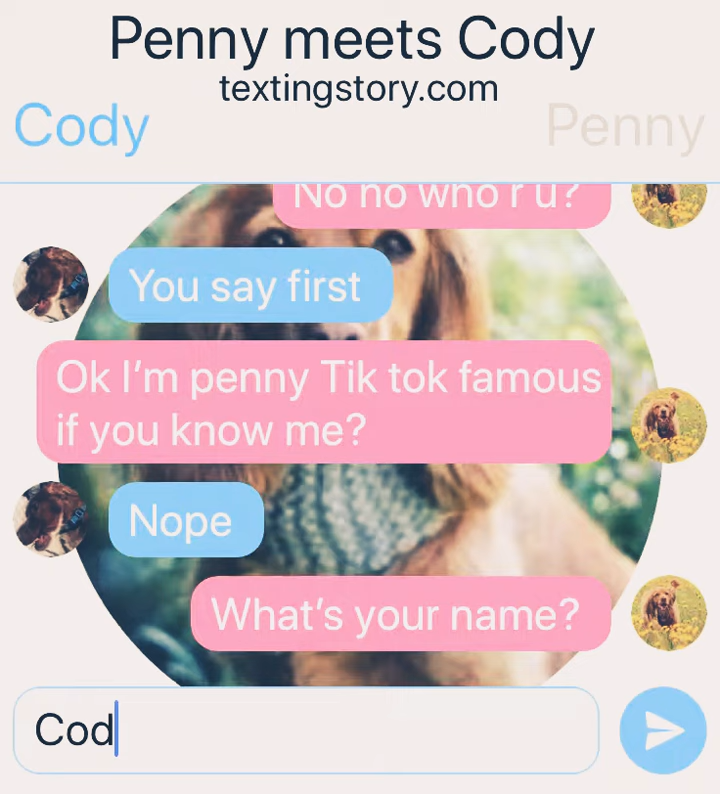 Penny meets Cody
textingstory.com
Cody
Penny
No no who r u?
You say first
Ok I’m penny Tik tok famous
if you know me?
Nope
What’s your name?
Cod